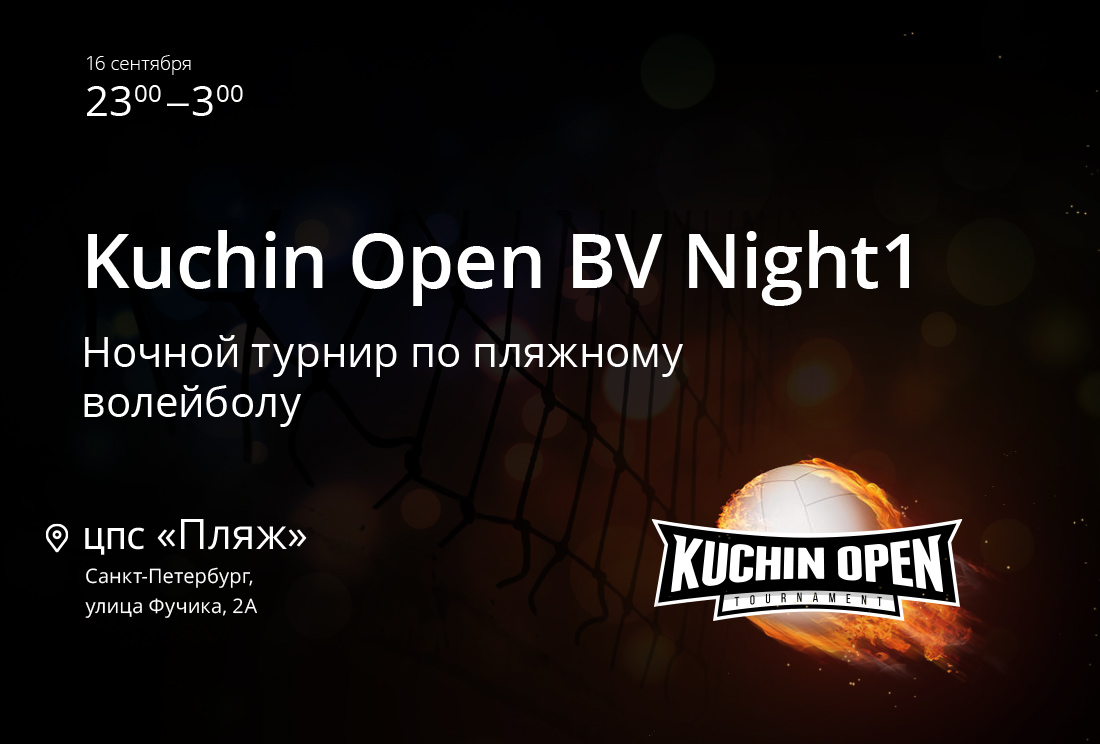 16 сентября
23⁰⁰–3⁰⁰
Kuchin Open BV Night1
Ночной турнир по пляжному
волейболу
цпс «Пляж»
Санкт-Петербург,
улица Фучика, 2А
KUCHIN OPEN
TOURNAMENT